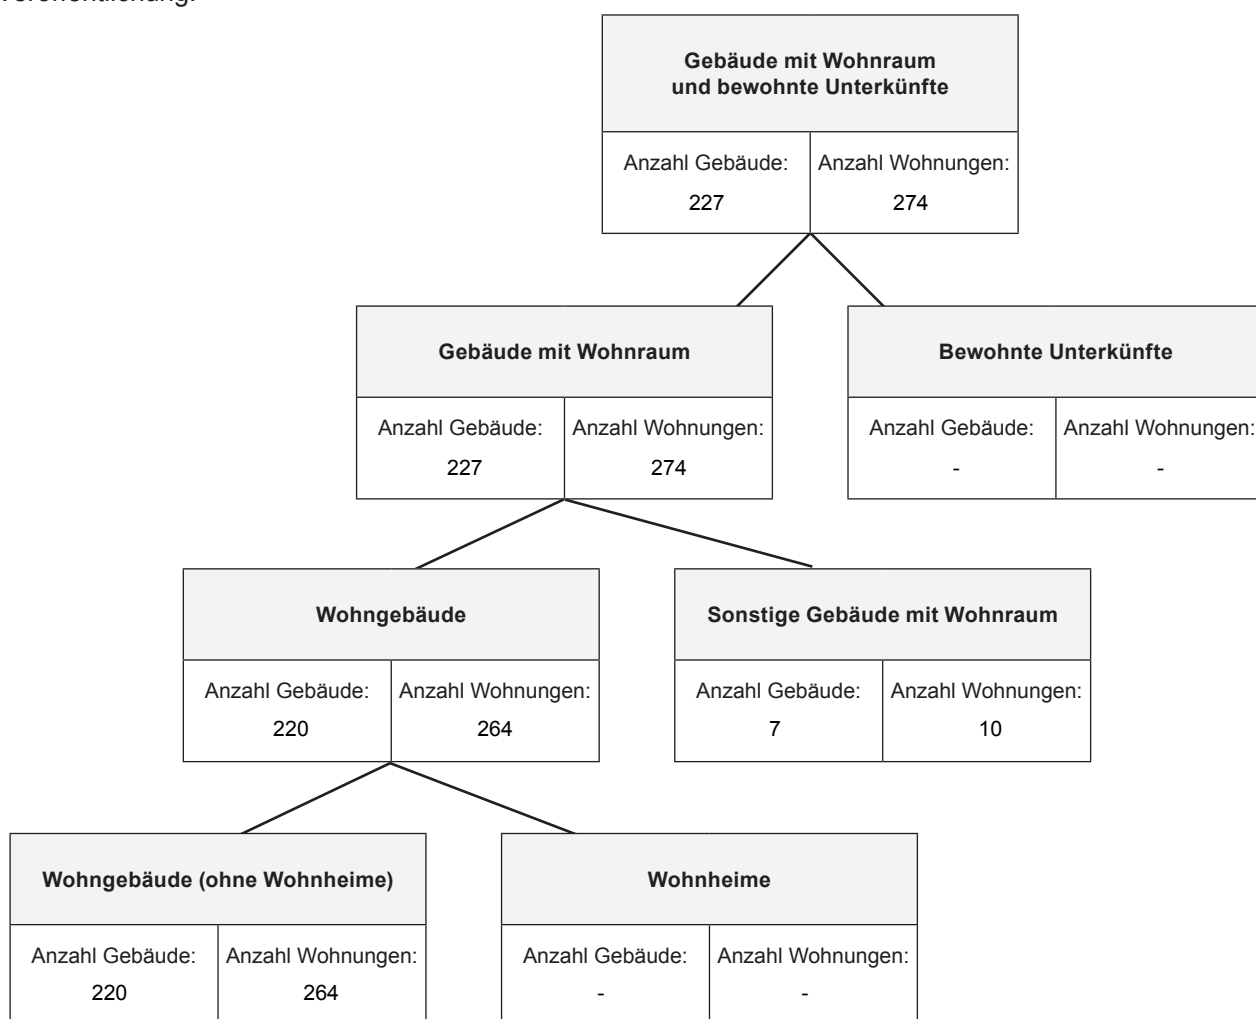 Veröffentlichung.
Gebäude mit Wohnraum
und bewohnte Unterkünfte
Anzahl Gebäude: Anzahl Wohnungen:
227 274
Gebäude mit Wohnraum
Anzahl Gebäude: Anzahl Wohnungen:
227 274
Bewohnte Unterkünfte
Anzahl Gebäude: Anzahl Wohnungen:
- -
Wohngebäude
Anzahl Gebäude: Anzahl Wohnungen:
220 264
Sonstige Gebäude mit Wohnraum
Anzahl Gebäude: Anzahl Wohnungen:
7 10
Wohngebäude (ohne Wohnheime)
Anzahl Gebäude: Anzahl Wohnungen:
220 264
Wohnheime
Anzahl Gebäude: Anzahl Wohnungen:
- -